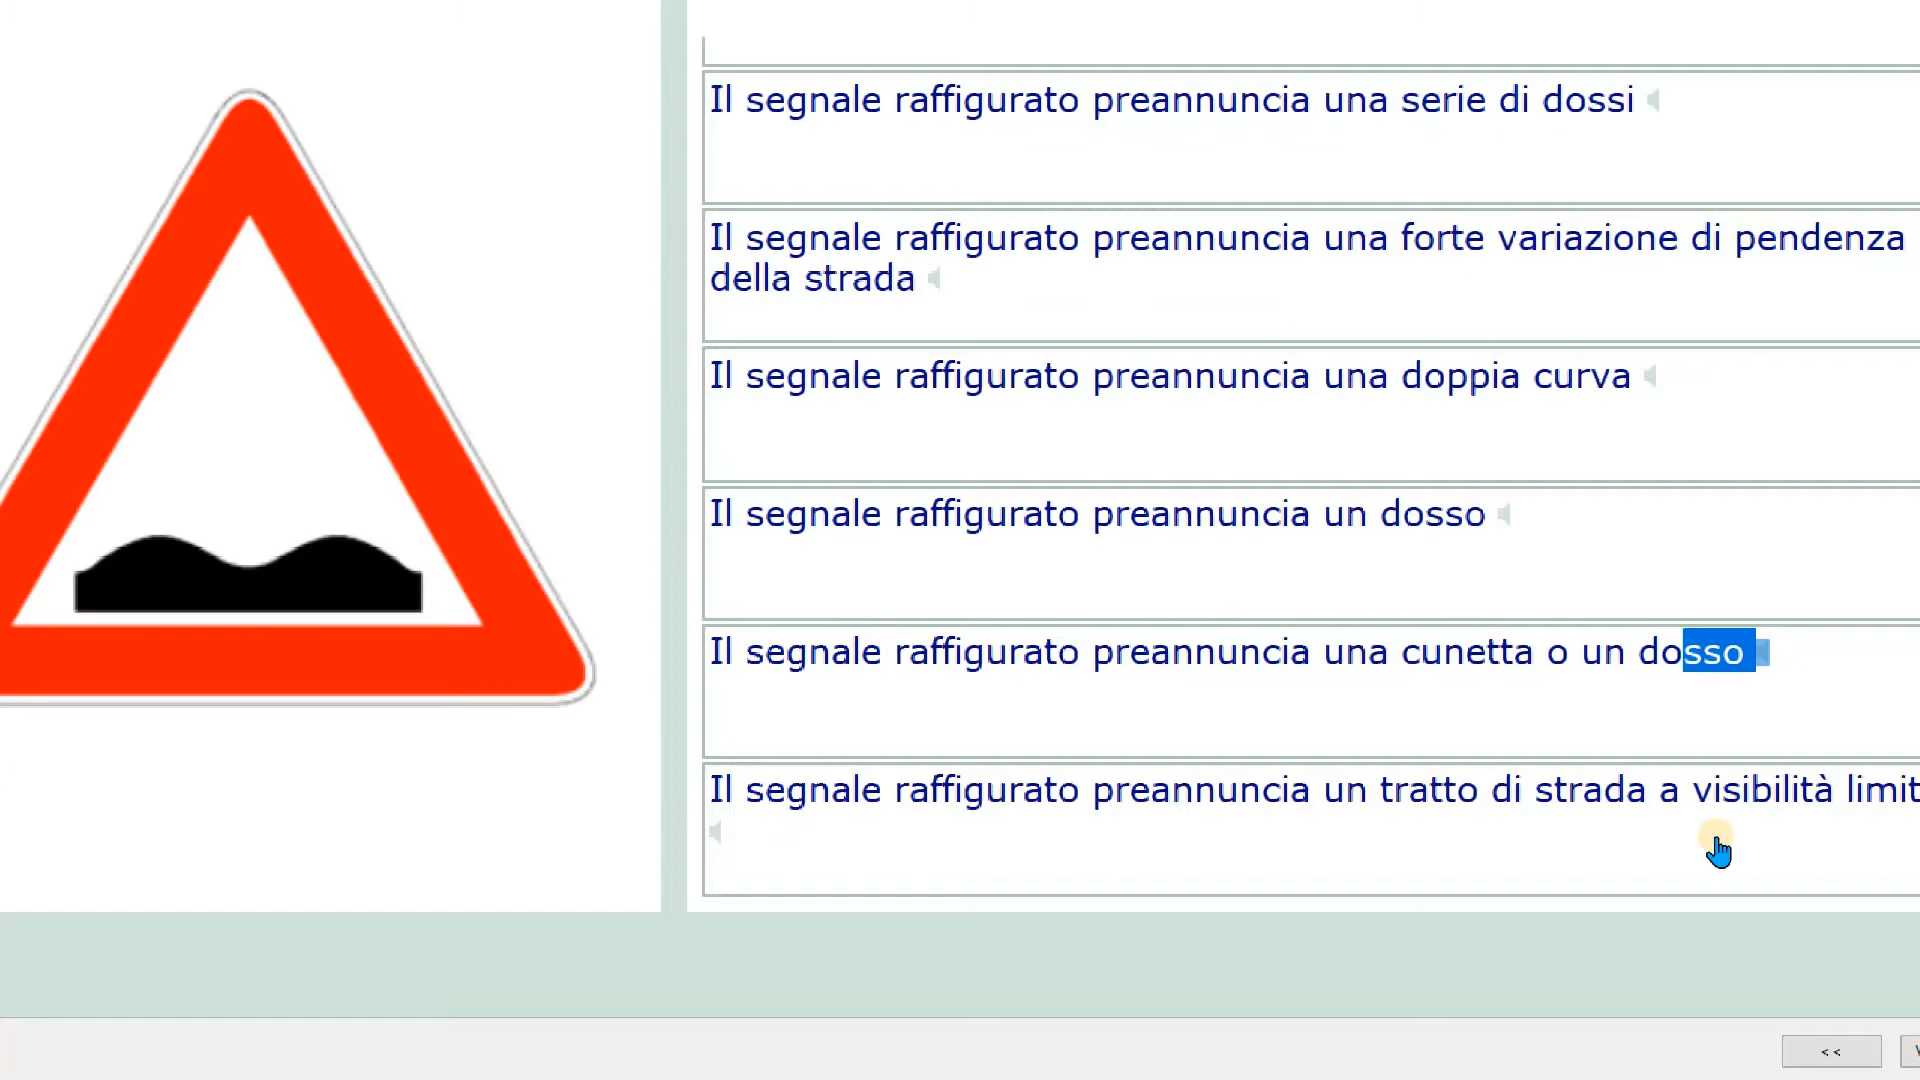 Il segnale raffigurato preannuncia una serie di dossi
Il segnale raffigurato preannuncia una forte variazione di pendenza
della strada
Il segnale raffigurato preannuncia una doppia curva
Il segnale raffigurato preannuncia un dosso
Il segnale raffigurato preannuncia una cunetta o un dosso
Il segnale raffigurato preannuncia un tratto di strada a visibilità limit
<<